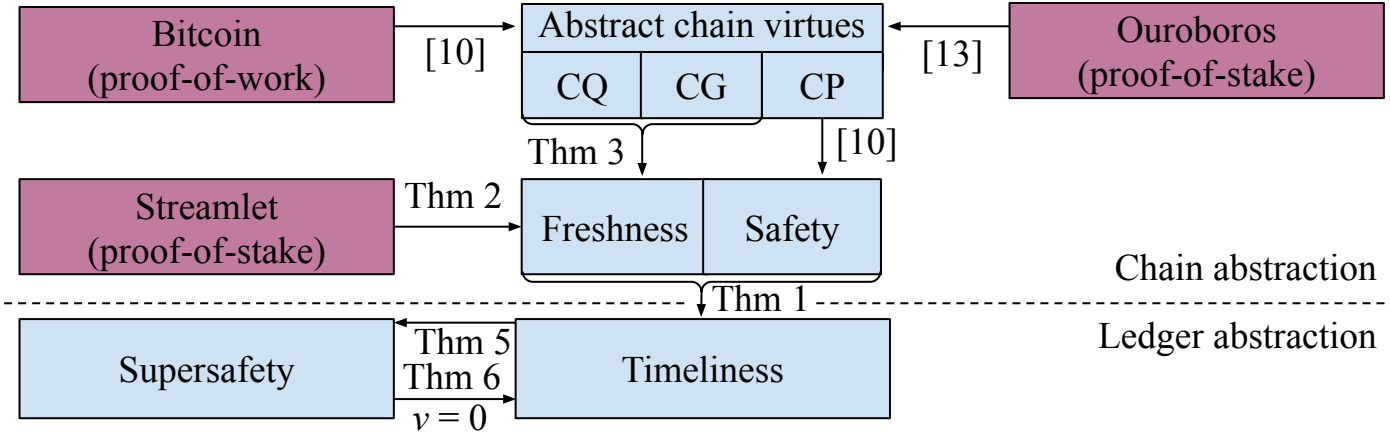 Bitcoin
(proof-of-work)
[10]
Abstract chain virtues
CQ
CG
CP
[13]
Ouroboros
(proof-of-stake)
Thm 3
[10]
Streamlet
(proof-of-stake)
Thm 2
Freshness
Safety
Chain abstraction
Thm 1
Ledger abstraction
Supersafety
Thm 5
Thm 6
v = 0
Timeliness